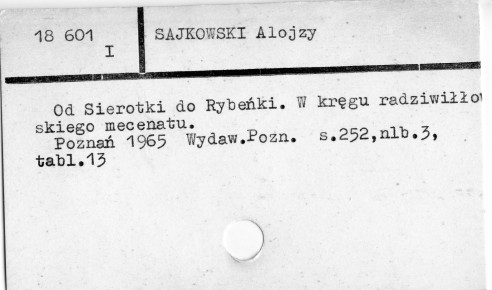 18 601
I
SAJKOWSKI Alojzy
Od Sierotki do Rybeńki. W kręgu radziwiłłow
skiego mecenatu.
Poznań 1965 Wydaw.Pozn. s.252,nlb.3,
tabl.13